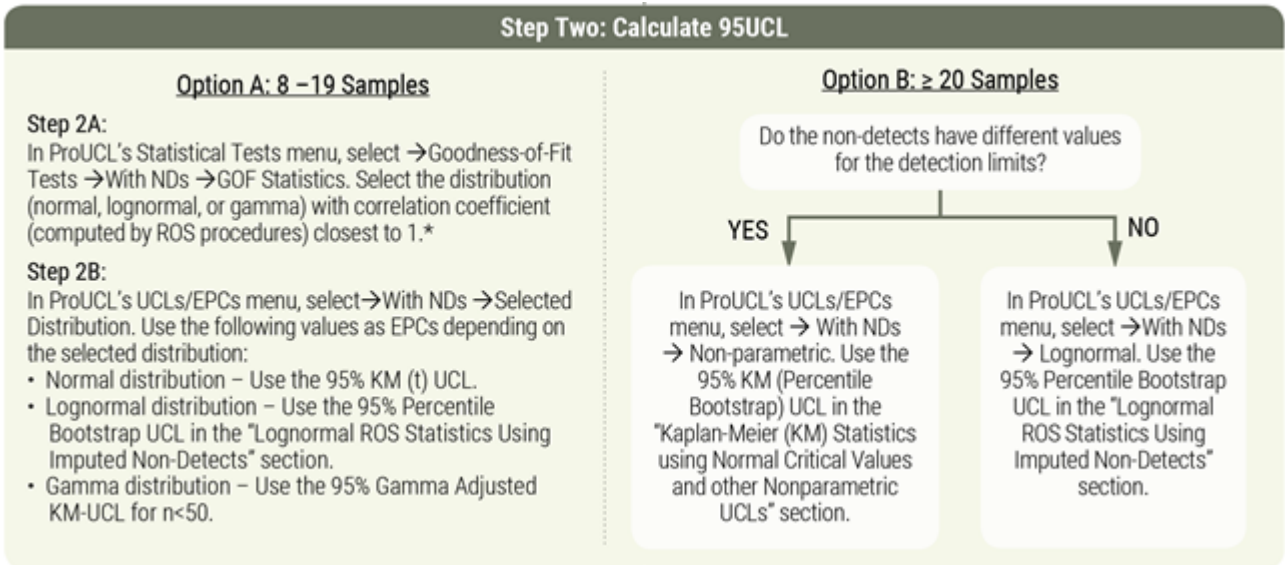 Step Two: Calculate 95UCL
Option A: 8 –19 Samples
Step 2A:
In ProUCL's Statistical Tests menu, select →Goodness-of-Fit
Tests →With NDs →GOF Statistics. Select the distribution
(normal, lognormal, or gamma) with correlation coefficient
(computed by ROS procedures) closest to 1.*
Step 2B:
In ProUCL's UCLs/EPCs menu, select→With NDs →Selected
Distribution. Use the following values as EPCs depending on
the selected distribution:
• Normal distribution – Use the 95% KM (t) UCL.
• Lognormal distribution – Use the 95% Percentile
Bootstrap UCL in the "Lognormal ROS Statistics Using
Imputed Non-Detects" section.
• Gamma distribution – Use the 95% Gamma Adjusted
KM-UCL for n<50.
Option B: ≥ 20 Samples
Do the non-detects have different values
for the detection limits?
YES
In ProUCL's UCLs/EPCs
menu, select → With NDs
→ Non-parametric. Use the
95% KM (Percentile
Bootstrap) UCL in the
"Kaplan-Meier (KM) Statistics
using Normal Critical Values
and other Nonparametric
UCLs" section.
NO
In ProUCL's UCLs/EPCs
menu, select →With NDs
→ Lognormal. Use the
95% Percentile Bootstrap
UCL in the "Lognormal
ROS Statistics Using
Imputed Non-Detects"
section.